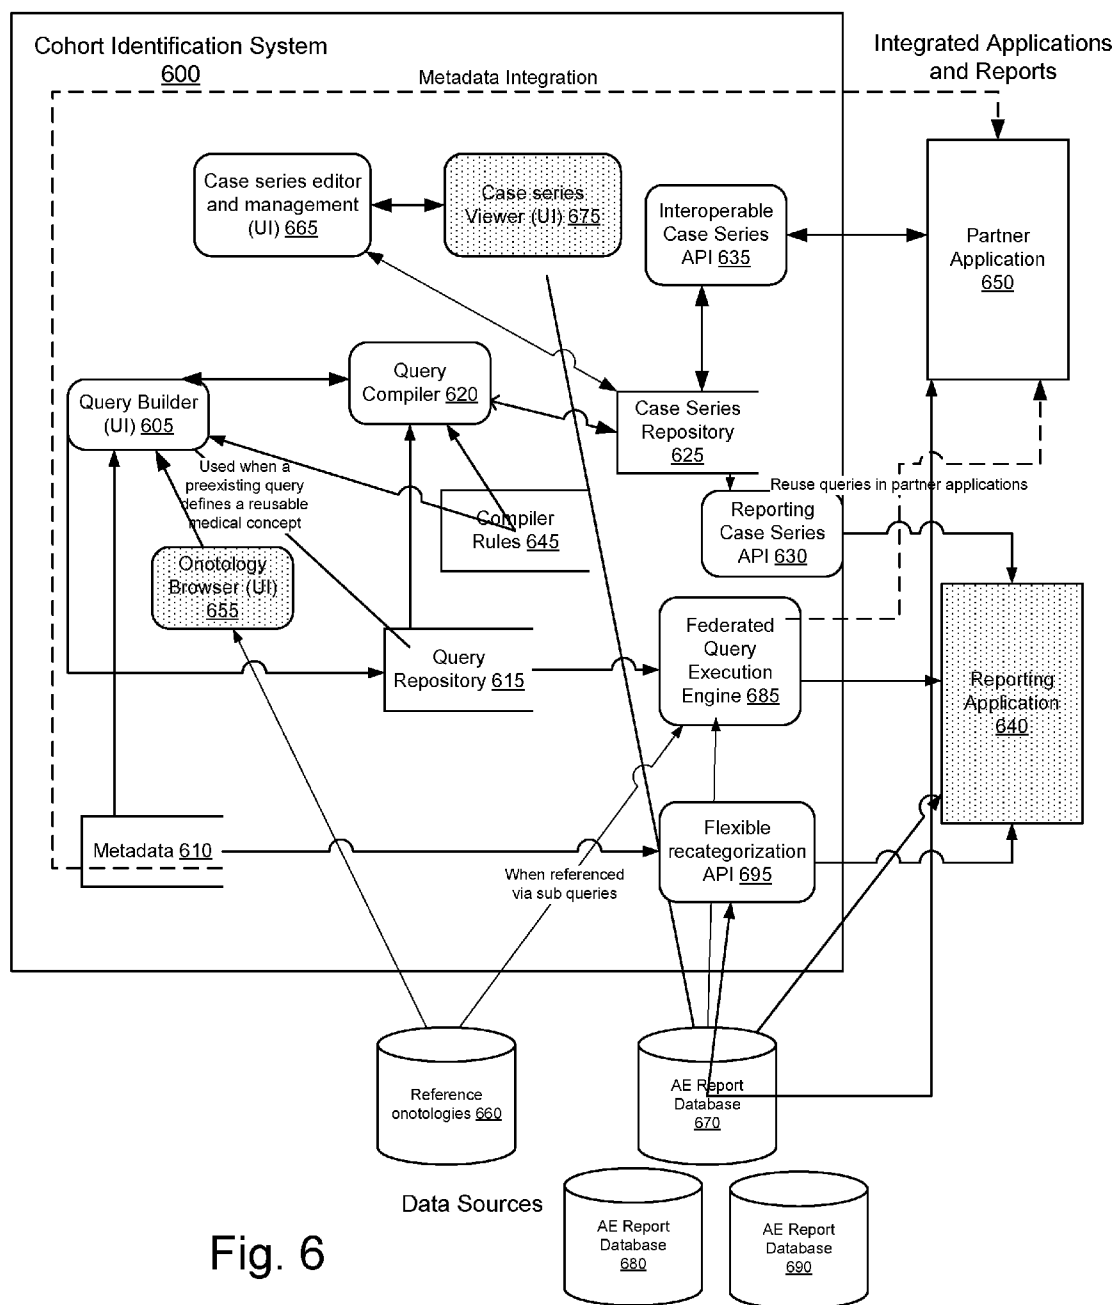 Cohort Identification System
600
Integrated Applications
and Reports
Metadata Integration
Case series editor
and management
(UI) 665
Case series
Viewer (UI) 675
Interoperable
Case Series
API 635
Partner
Application
650
Query
Compiler 620
Query Builder
(UI) 605
Case Series
Repository
625
Used when a
preexisting query
defines a reusable
medical concept
Reuse queries in partner applications
Compiler
Rules 645
Reporting
Case Series
API 630
Onotology
Browser (UI)
655
Query
Repository 615
Federated
Query
Execution
Engine 685
Reporting
Application
640
Metadata 610
Flexible
recategorization
API 695
When referenced
via sub queries
Reference
onotologies 660
AE Report
Database
670
Data Sources
AE Report
Database
680
AE Report
Database
690
Fig. 6